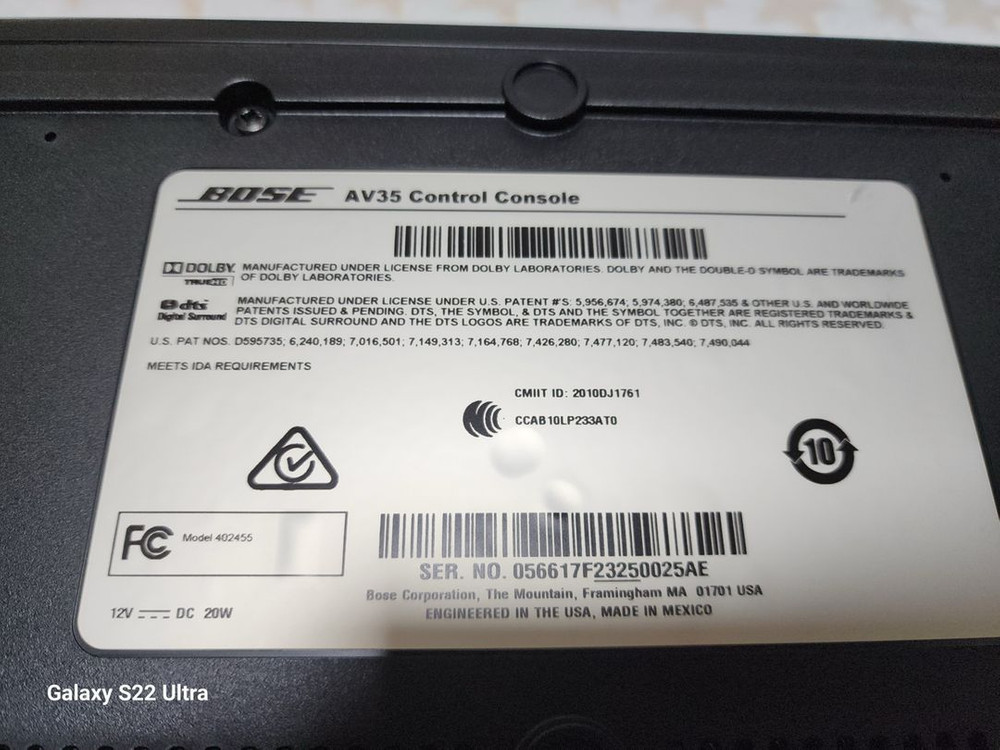 BOSE AV35 Control Console
DOLBY TRUEHD
MANUFACTURED UNDER LICENSE FROM DOLBY LABORATORIES. DOLBY AND THE DOUBLE-D SYMBOL ARE TRADEMARKS
OF DOLBY LABORATORIES.
dts Digital Surround
MANUFACTURED UNDER LICENSE UNDER U.S. PATENT #'S: 5,956,674; 5,974,380; 6,487,535 & OTHER U.S. AND WORLDWIDE
PATENTS ISSUED & PENDING. DTS, THE SYMBOL, & DTS AND THE SYMBOL TOGETHER ARE REGISTERED TRADEMARKS &
DTS DIGITAL SURROUND AND THE DTS LOGOS ARE TRADEMARKS OF DTS, INC. © DTS, INC. ALL RIGHTS RESERVED.
U.S. PAT NOS. D595735; 6,240,189; 7,016,501; 7,149,313; 7,164,768; 7,426,280; 7,477,120; 7,483,540; 7,490,044
MEETS IDA REQUIREMENTS
CMIIT ID: 2010DJ1761
CCAB10LP233AT0
10
FC Model 402455
SER. NO. 056617F23250025AE
Bose Corporation, The Mountain, Framingham MA 01701 USA
ENGINEERED IN THE USA, MADE IN MEXICO
12V DC 20W
Galaxy S22 Ultra